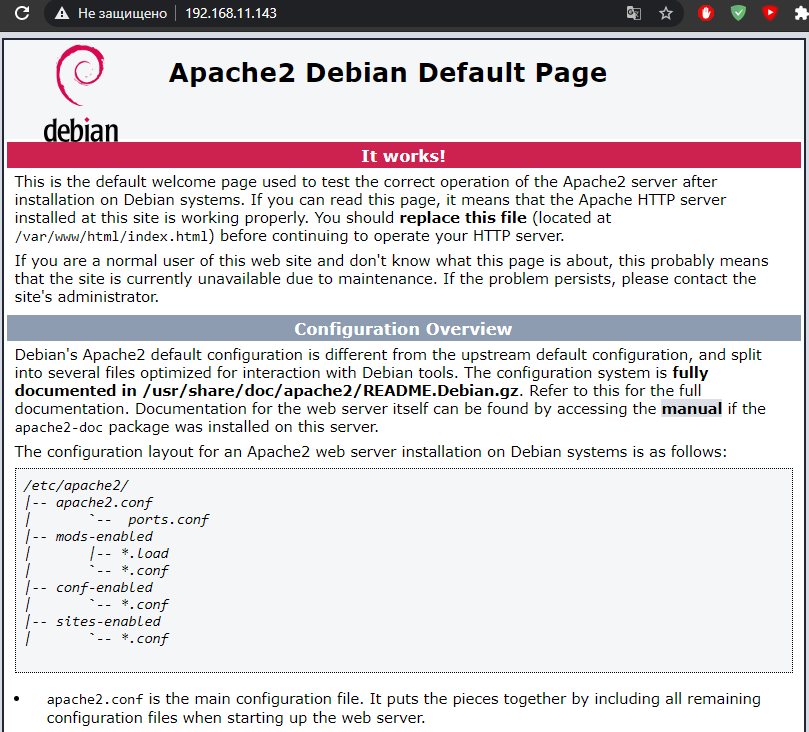 Не защищено 192.168.11.143
debian
Apache2 Debian Default Page
It works!
This is the default welcome page used to test the correct operation of the Apache2 server after
installation on Debian systems. If you can read this page, it means that the Apache HTTP server
installed at this site is working properly. You should replace this file (located at
/var/www/html/index.html) before continuing to operate your HTTP server.
If you are a normal user of this web site and don't know what this page is about, this probably means
that the site is currently unavailable due to maintenance. If the problem persists, please contact the
site's administrator.
Configuration Overview
Debian's Apache2 default configuration is different from the upstream default configuration, and split
into several files optimized for interaction with Debian tools. The configuration system is fully
documented in /usr/share/doc/apache2/README.Debian.gz. Refer to this for the full
documentation. Documentation for the web server itself can be found by accessing the manual if the
apache2-doc package was installed on this server.
The configuration layout for an Apache2 web server installation on Debian systems is as follows:
/etc/apache2/
|-- apache2.conf
|       `--  ports.conf
|-- mods-enabled
|       |-- *.load
|       `-- *.conf
|-- conf-enabled
|       `-- *.conf
|-- sites-enabled
|       `-- *.conf
• apache2.conf is the main configuration file. It puts the pieces together by including all remaining
configuration files when starting up the web server.